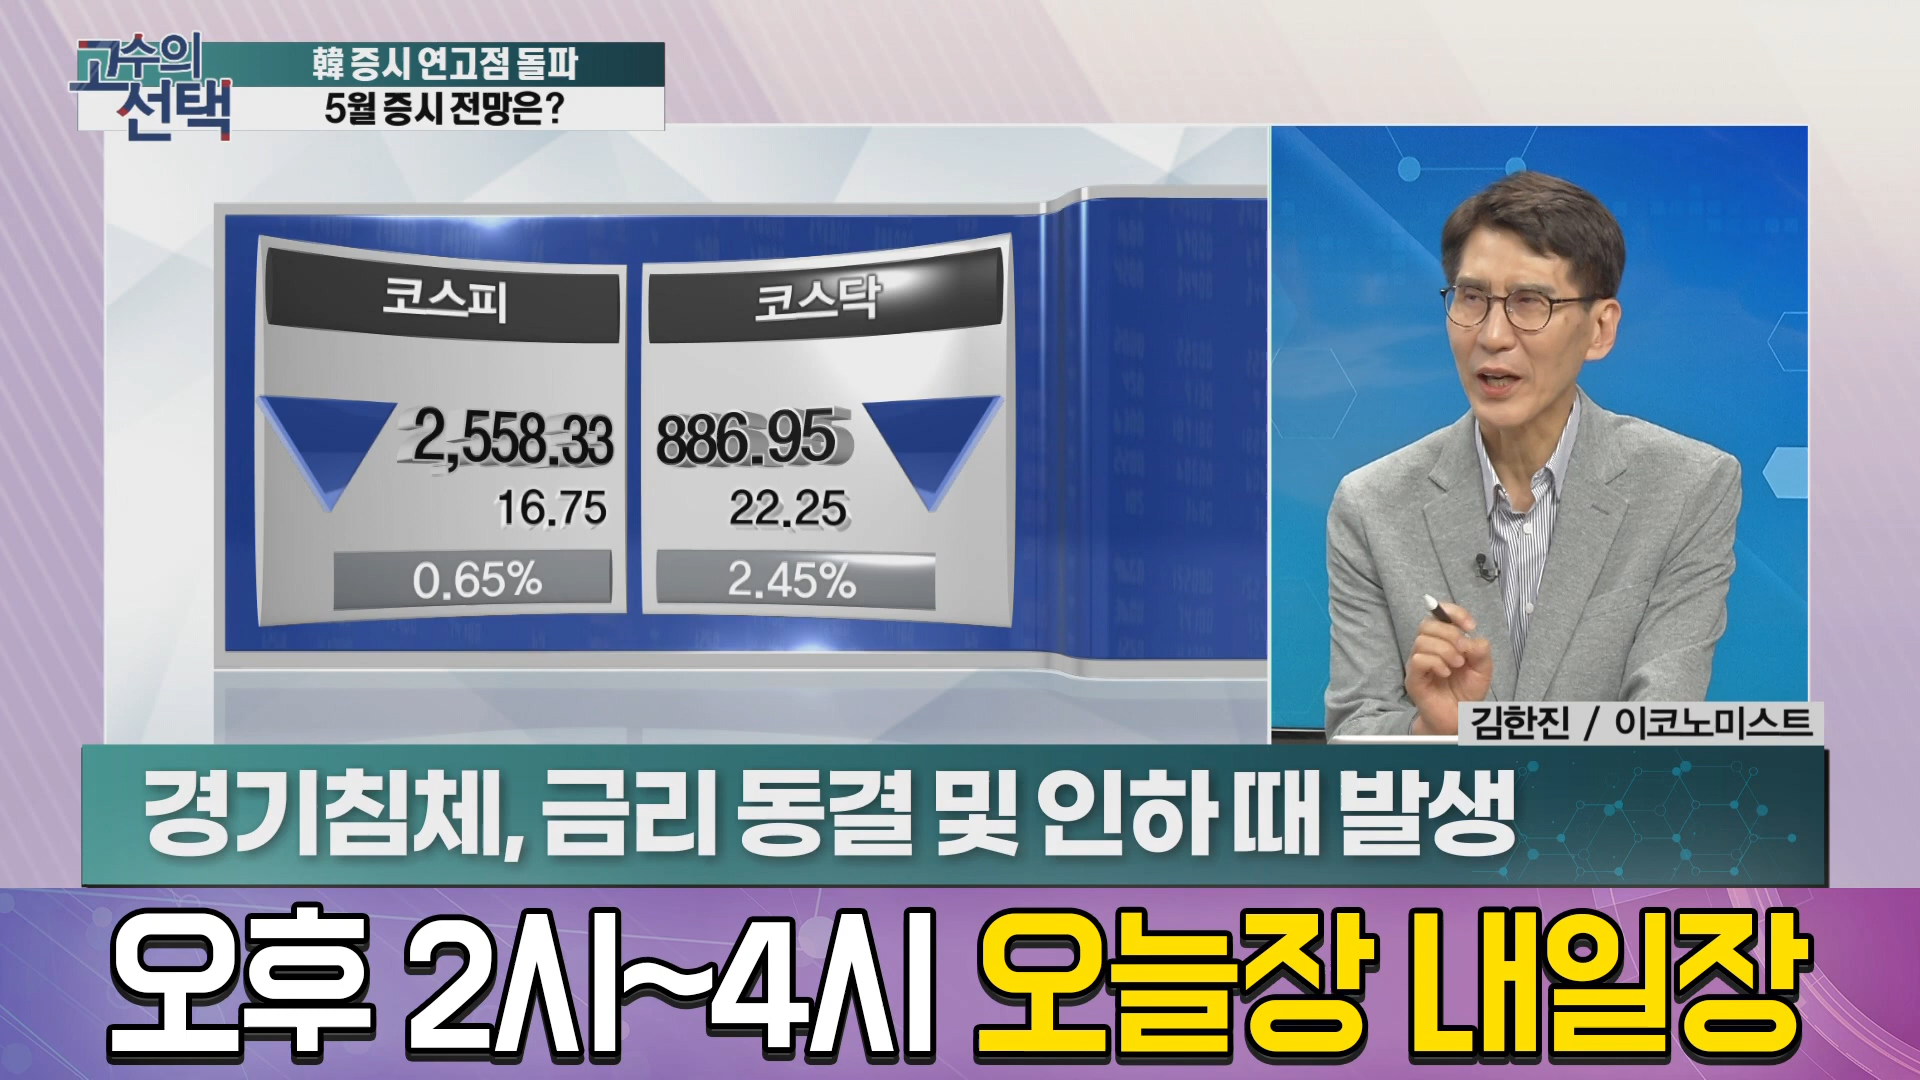 고수의
선택
韓 증시 연고점 돌파
5월 증시 전망은?
코스피
2,558.33
16.75
0.65%
코스닥
886.95
22.25
2.45%
김한진 / 이코노미스트
경기침체, 금리 동결 및 인하 때 발생
오후 2시~4시 오늘장 내일장